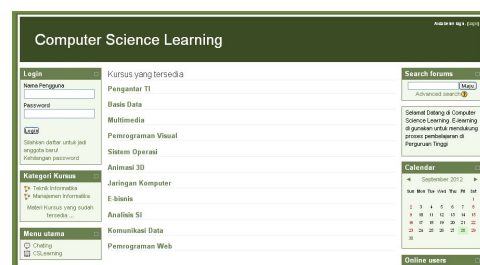 Anda belum login. (Login)
Computer Science Learning
Login
Nama Pengguna
Password
Login
Silahkan daftar untuk jadi
anggota baru!
Kehilangan password
Kategori Kursus
Teknik Informatika
Manajemen Informatika
Materi Kursus yang sudah
tersedia ...
Menu utama
Chating
CSLearning
Kursus yang tersedia
Pengantar TI
Basis Data
Multimedia
Pemrograman Visual
Sistem Operasi
Animasi 3D
Jaringan Komputer
E-bisnis
Analisis SI
Komunikasi Data
Pemrograman Web
Search forums
Maju
Advanced search
Selamat Datang di Computer
Science Learning, E-learning
di gunakan untuk mendukung
proses pembelajaran di
Perguruan Tinggi
Calendar
◄ September 2012 ►
Sun Mon Tue Wed Thu Fri Sat
1
2 3 4 5 6 7 8
9 10 11 12 13 14 15
16 17 18 19 20 21 22
23 24 25 26 27 28 29
30
Online users